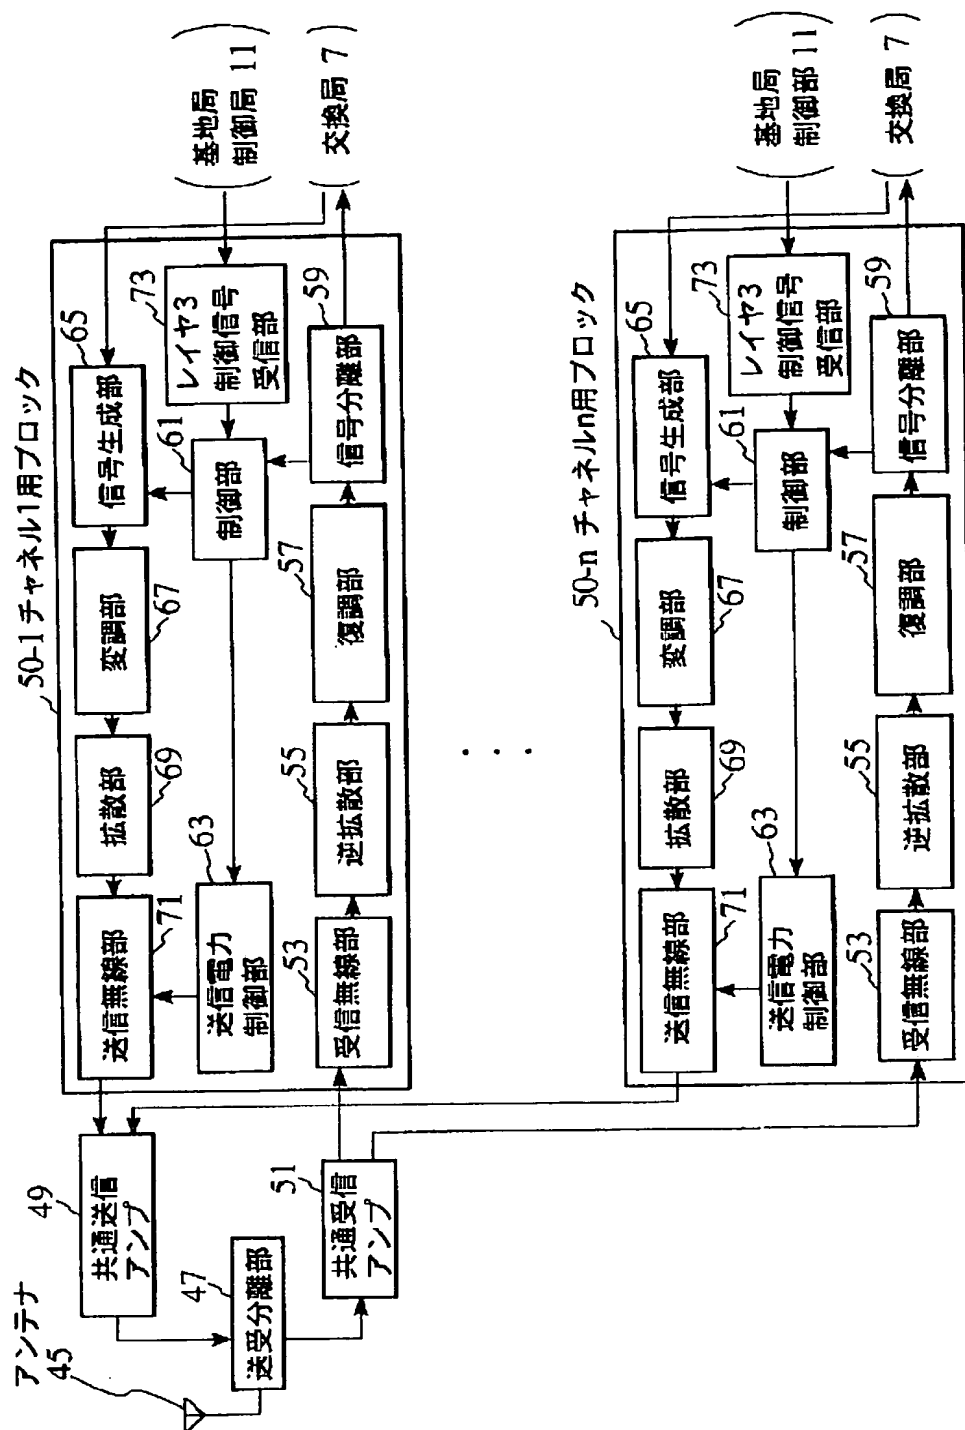 アンテナ
45
49
共通送信
アンプ
47
送受分離部
51
共通受信
アンプ
50-1 チャネル1用ブロック
送信無線部
71
拡散部
69
変調部
67
信号生成部
65
送信電力
制御部
63
制御部
61
レイヤ3
制御信号
受信部
73
受信無線部
53
逆拡散部
55
復調部
57
信号分離部
59
(基地局
制御局 11)
(交換局 7)
・・・
50-n チャネルn用ブロック
送信無線部
71
拡散部
69
変調部
67
信号生成部
65
送信電力
制御部
63
制御部
61
レイヤ3
制御信号
受信部
73
受信無線部
53
逆拡散部
55
復調部
57
信号分離部
59
(基地局
制御部 11)
(交換局 7)